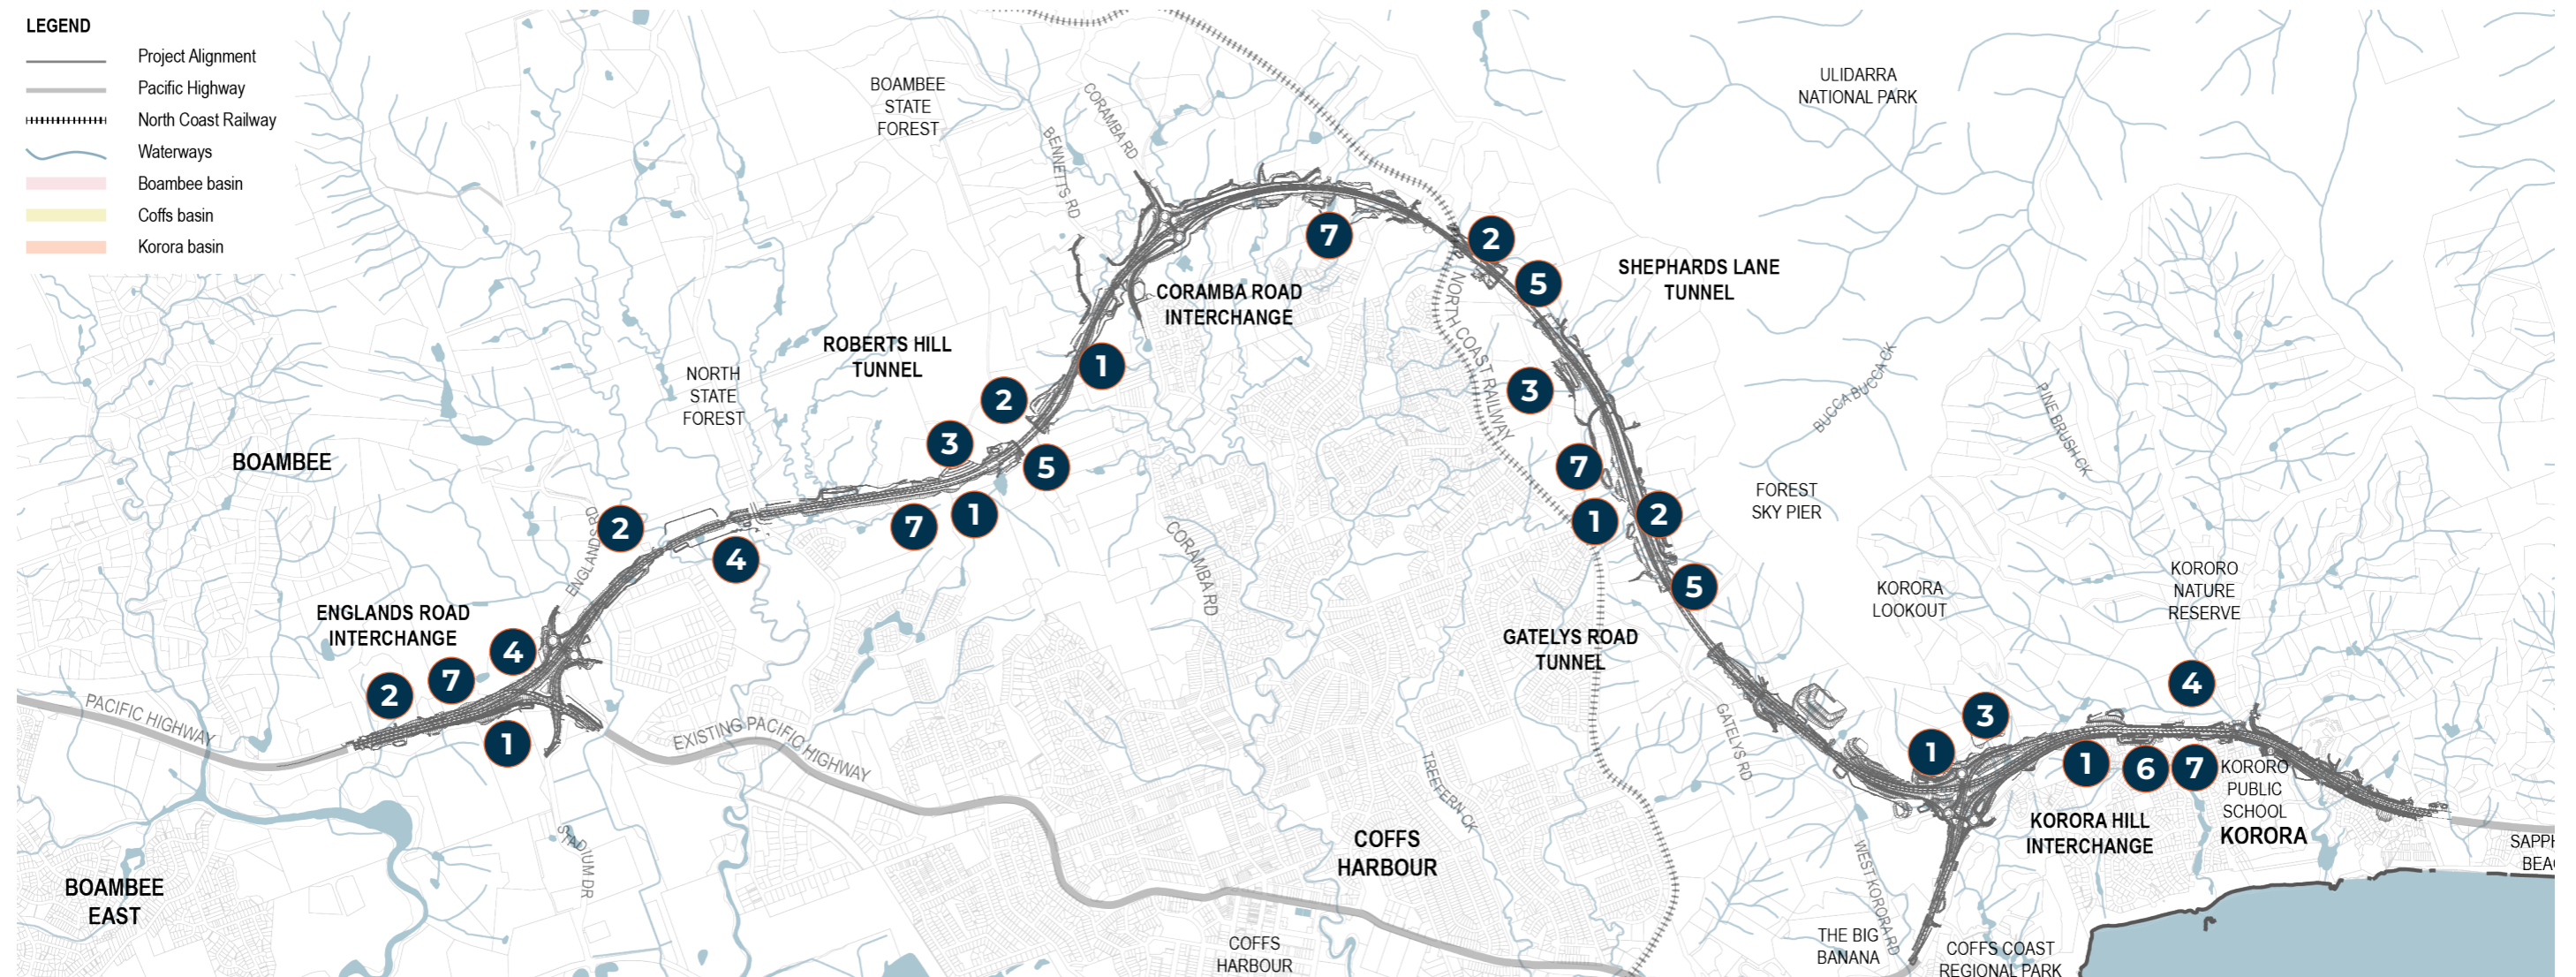 LEGEND
Project Alignment
Pacific Highway
North Coast Railway
Waterways
Boambee basin
Coffs basin
Korora basin
BOAMBEE
STATE
FOREST
CORAMBA RD
BENNETTS RD
ULIDARRA
NATIONAL PARK
7
2
5
SHEPHARDS LANE
TUNNEL
CORAMBA ROAD
INTERCHANGE
NORTH COAST RAILWAY
ROBERTS HILL
TUNNEL
1
NORTH
STATE
FOREST
2
3
5
3
BUCCA BUCCA CK
PINE BRUSH CK
BOAMBEE
7
1
2
FOREST
SKY PIER
ENGLANDS RD
2
4
7
1
CORAMBA RD
5
KORORA
LOOKOUT
KORORO
NATURE
RESERVE
ENGLANDS ROAD
INTERCHANGE
4
7
2
1
GATELYS ROAD
TUNNEL
4
3
1
1
6
7
PACIFIC HIGHWAY
EXISTING PACIFIC HIGHWAY
GATELYS RD
TREEFERN CK
KORORO
PUBLIC
SCHOOL
KORORA HILL
INTERCHANGE
KORORA
SAPPH
BEAC
STADIUM DR
COFFS
HARBOUR
WEST KORORA RD
BOAMBEE
EAST
COFFS
HARBOUR
THE BIG
BANANA
COFFS COAST
REGIONAL PARK